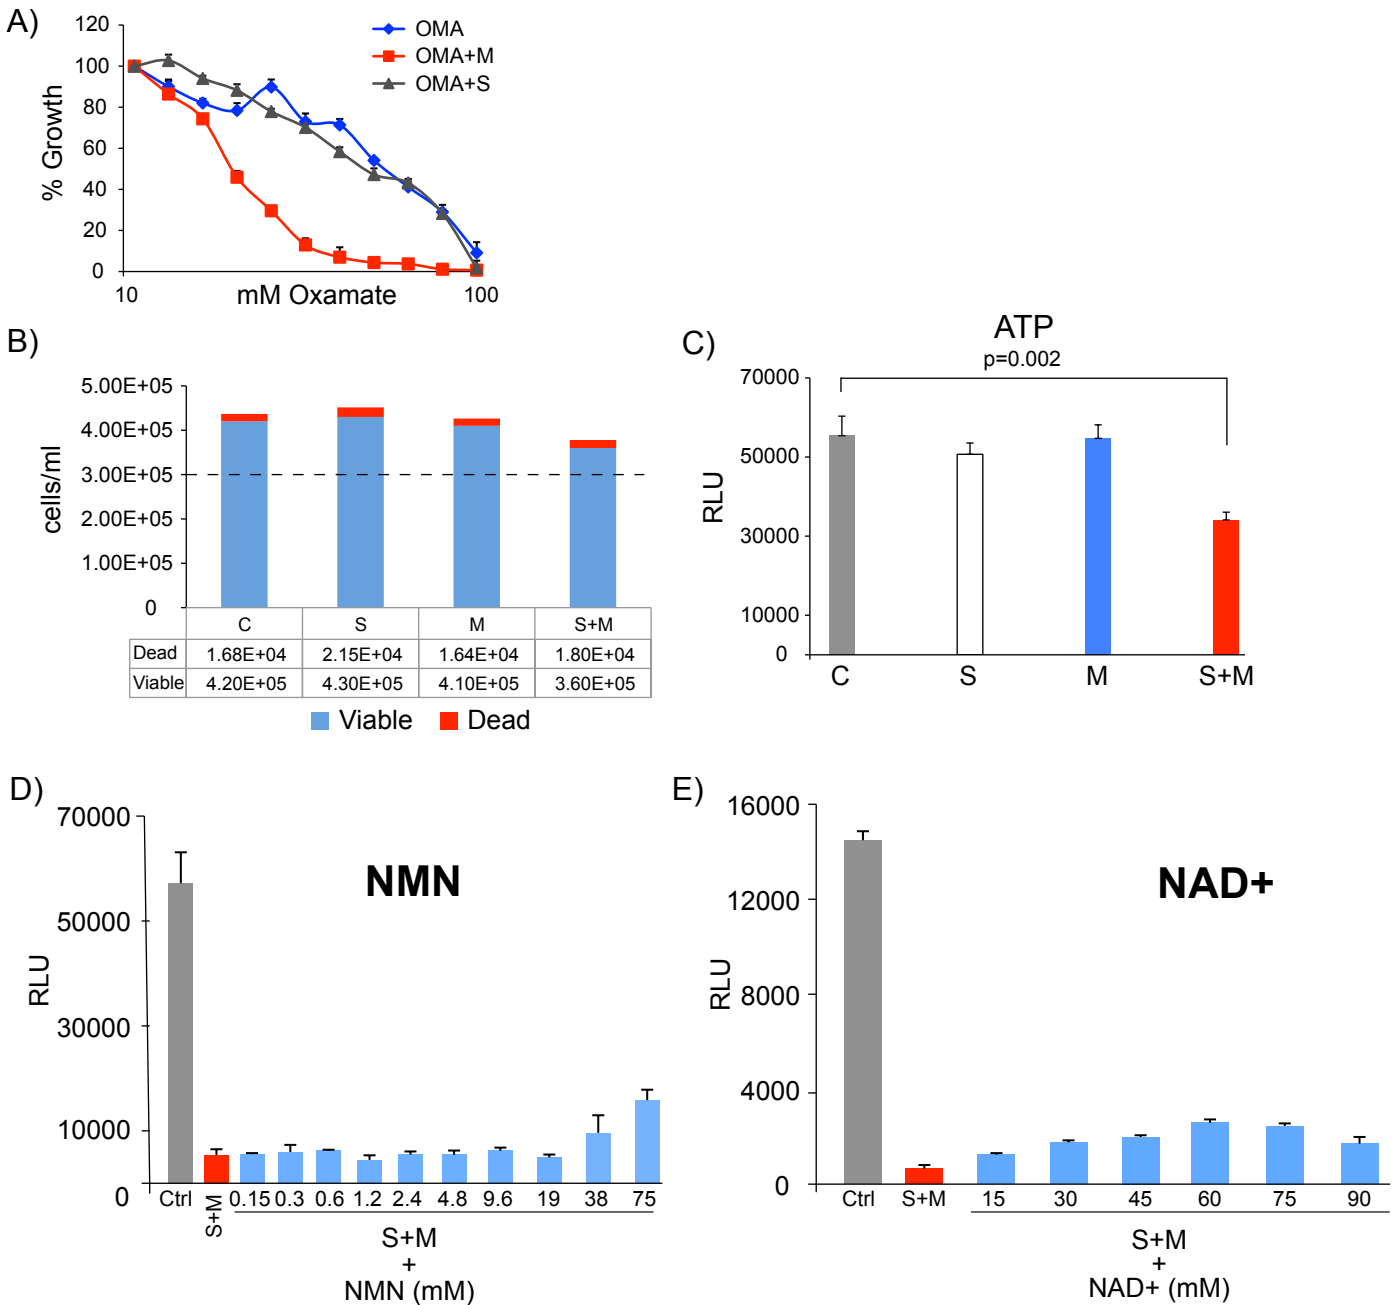 A)
120
100
80
60
40
20
0
% Growth
10
mM Oxamate
100
OMA
OMA+M
OMA+S
B)
5.00E+05
4.00E+05
3.00E+05
2.00E+05
1.00E+05
0
cells/ml
C S M S+M
Dead 1.68E+04 2.15E+04 1.64E+04 1.80E+04
Viable 4.20E+05 4.30E+05 4.10E+05 3.60E+05
Viable Dead
C)
ATP
p=0.002
70000
50000
30000
10000
0
RLU
C S M S+M
D)
NMN
70000
50000
30000
10000
0
RLU
Ctrl S+M 0.15 0.3 0.6 1.2 2.4 4.8 9.6 19 38 75
S+M
+
NMN (mM)
E)
NAD+
16000
12000
8000
4000
0
RLU
Ctrl S+M 15 30 45 60 75 90
S+M
+
NAD+ (mM)